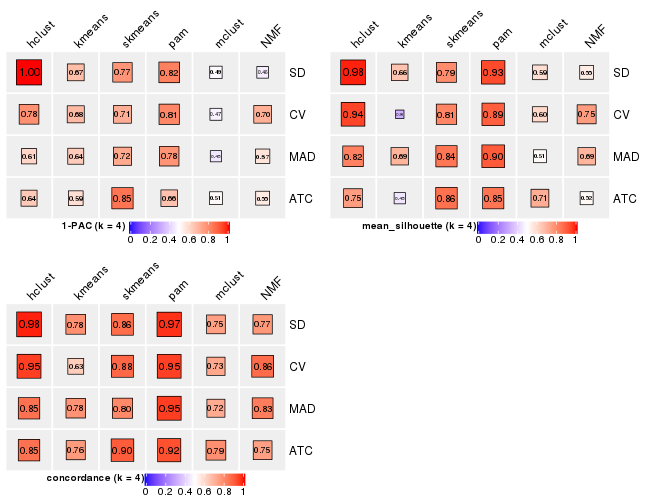 hclust kmeans skmeans pam mclust NMF
1.00 0.67 0.77 0.82 0.49 SD
0.78 0.68 0.71 0.81 0.47 0.70 CV
0.61 0.64 0.72 0.78 0.57 MAD
0.64 0.59 0.85 0.66 0.51 0.55 ATC
1-PAC (k = 4)
0 0.2 0.4 0.6 0.8 1
hclust kmeans skmeans pam mclust NMF
0.98 0.66 0.79 0.93 0.59 0.55 SD
0.94 0.81 0.89 0.60 0.75 CV
0.82 0.69 0.84 0.90 0.51 0.69 MAD
0.75 0.45 0.86 0.85 0.71 0.52 ATC
mean_silhouette (k = 4)
0 0.2 0.4 0.6 0.8 1
hclust kmeans skmeans pam mclust NMF
0.98 0.78 0.86 0.97 0.75 0.77 SD
0.95 0.63 0.88 0.95 0.73 0.86 CV
0.85 0.78 0.80 0.95 0.72 0.83 MAD
0.85 0.76 0.90 0.92 0.79 0.75 ATC
concordance (k = 4)
0 0.2 0.4 0.6 0.8 1